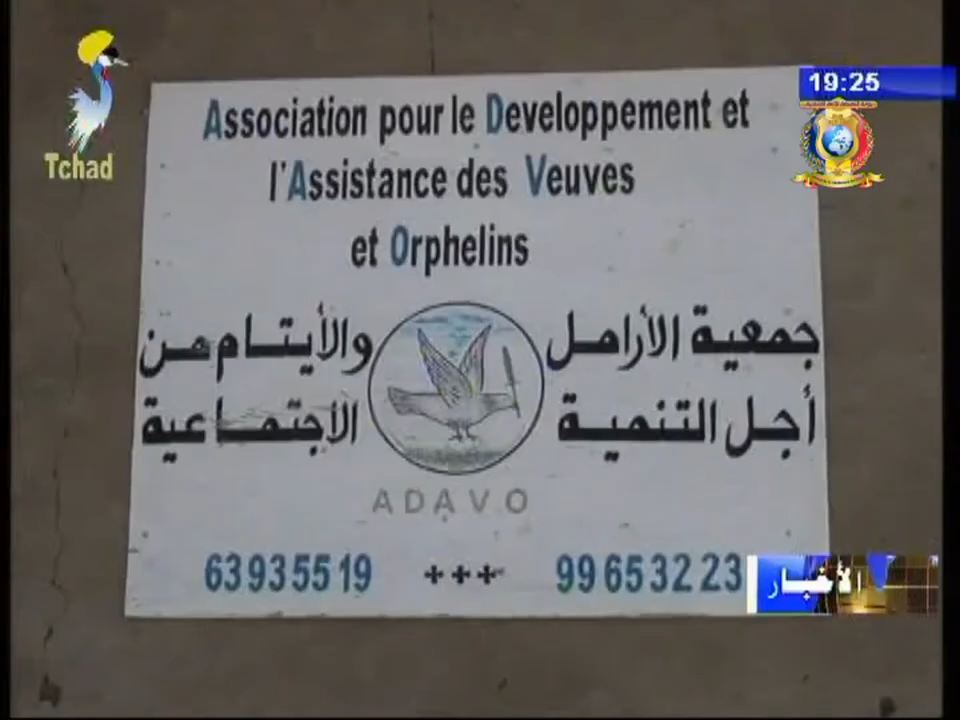 Tchad
19:25
Association pour le Developpement et
l'Assistance des Veuves
et Orphelins
جمعية الأرامل والأيتام من
أجل التنمية الاجتماعية
ADAVO
63935519 +++ 99653223
الأخبار